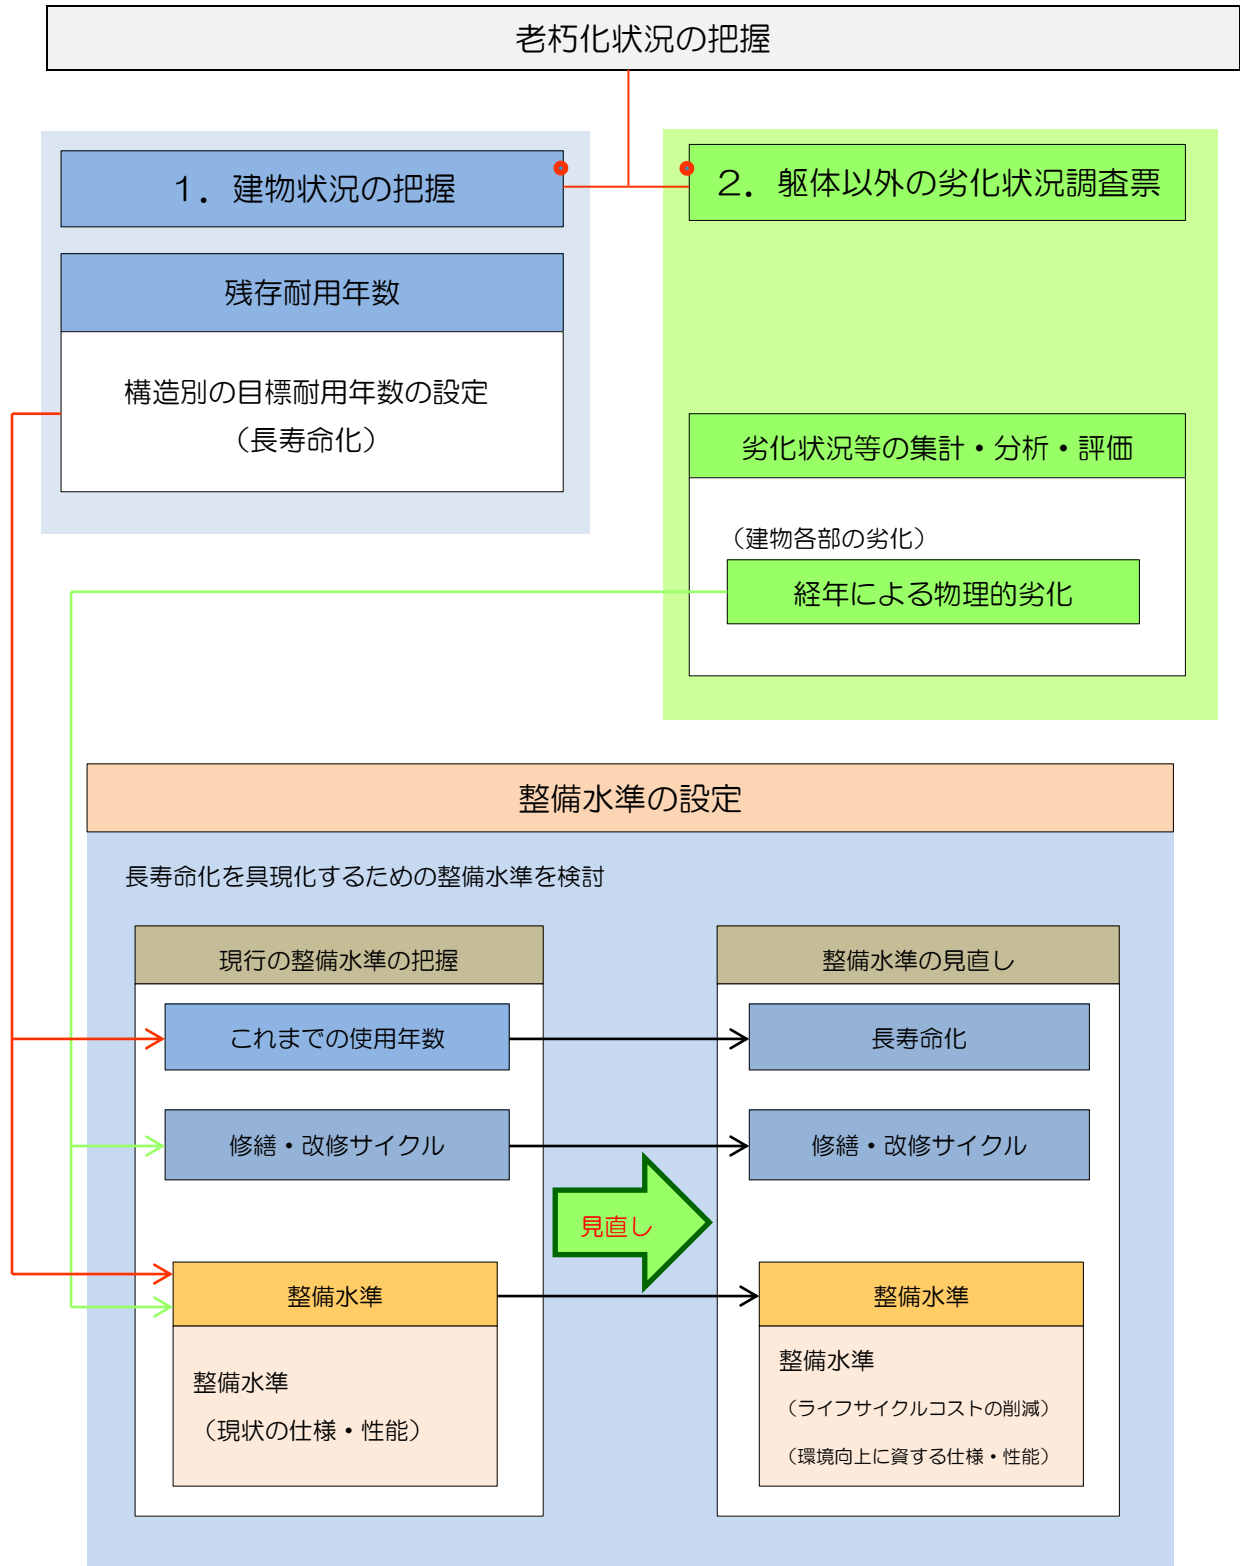 老朽化状況の把握
１．建物状況の把握
２．躯体以外の劣化状況調査票
残存耐用年数
構造別の目標耐用年数の設定
（長寿命化）
劣化状況等の集計・分析・評価
（建物各部の劣化）
経年による物理的劣化
整備水準の設定
長寿命化を具現化するための整備水準を検討
現行の整備水準の把握
整備水準の見直し
これまでの使用年数
長寿命化
修繕・改修サイクル
修繕・改修サイクル
見直し
整備水準
整備水準
整備水準
（現状の仕様・性能）
整備水準
（ライフサイクルコストの削減）
（環境向上に資する仕様・性能）